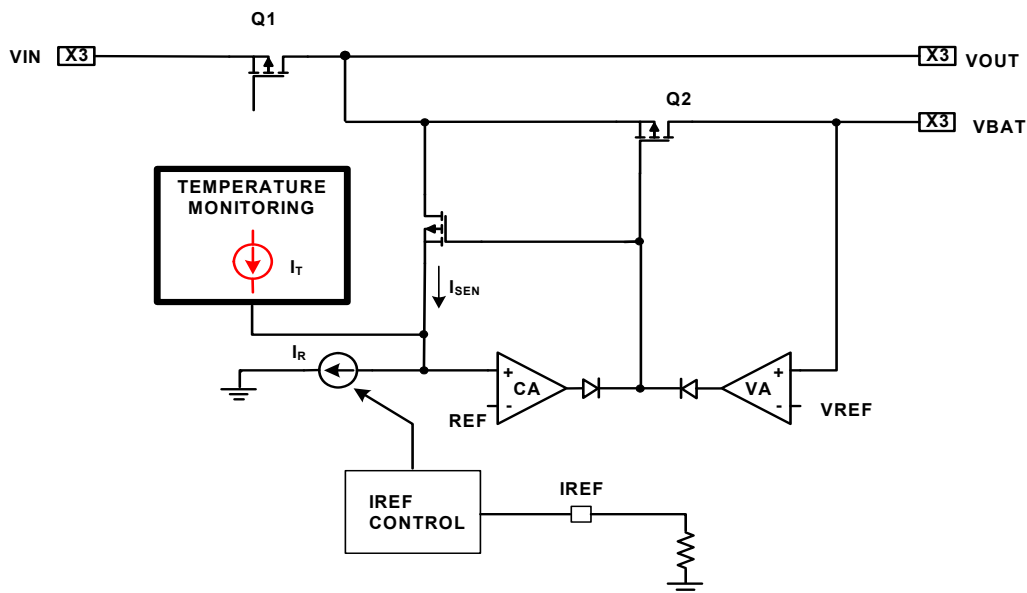 Q1
VIN
X3
X3
VOUT
Q2
X3
VBAT
TEMPERATURE
MONITORING
IT
ISEN
IR
CA
VA
+
-
+
-
REF
VREF
IREF
CONTROL
IREF